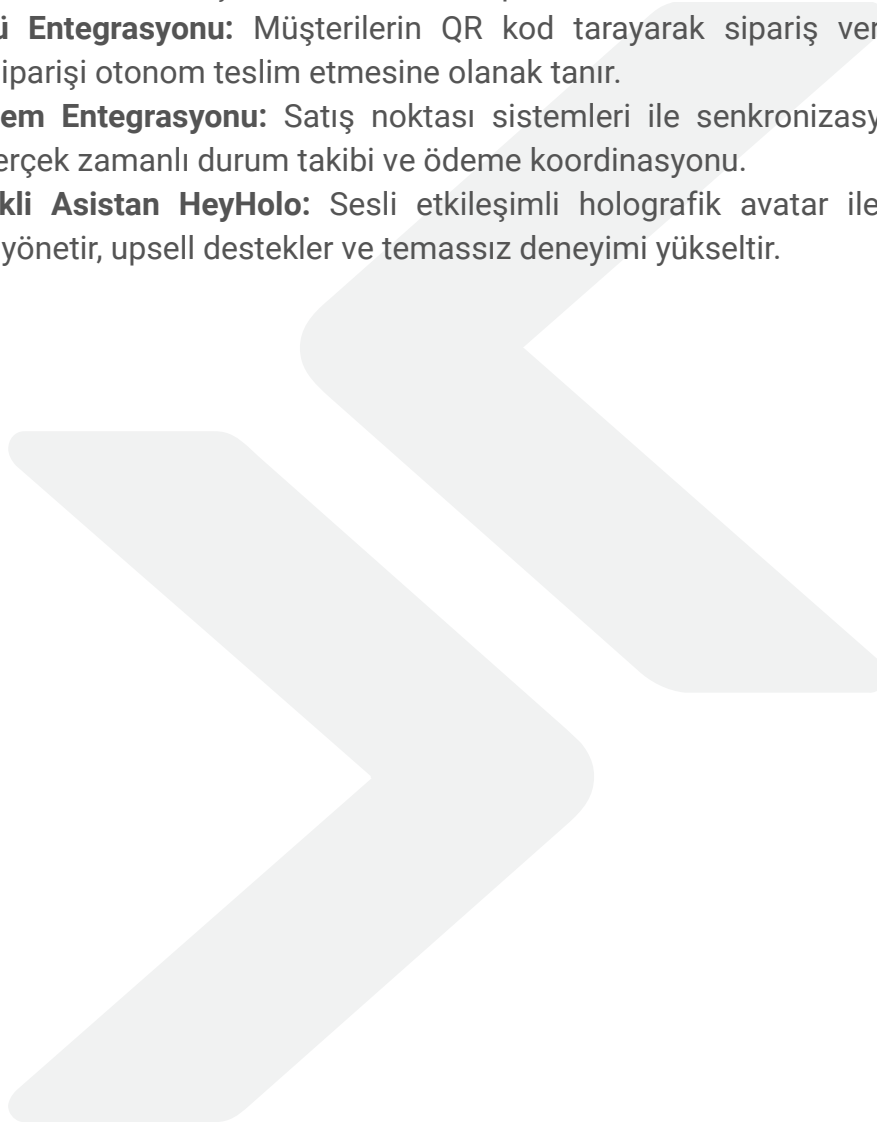 ü Entegrasyonu: Müşterilerin QR kod tarayarak sipariş ver
iparişi otonom teslim etmesine olanak tanır.
em Entegrasyonu: Satış noktası sistemleri ile senkronizasy
erçek zamanlı durum takibi ve ödeme koordinasyonu.
kli Asistan HeyHolo: Sesli etkileşimli holografik avatar ile
yönetir, upsell destekler ve temassız deneyimi yükseltir.